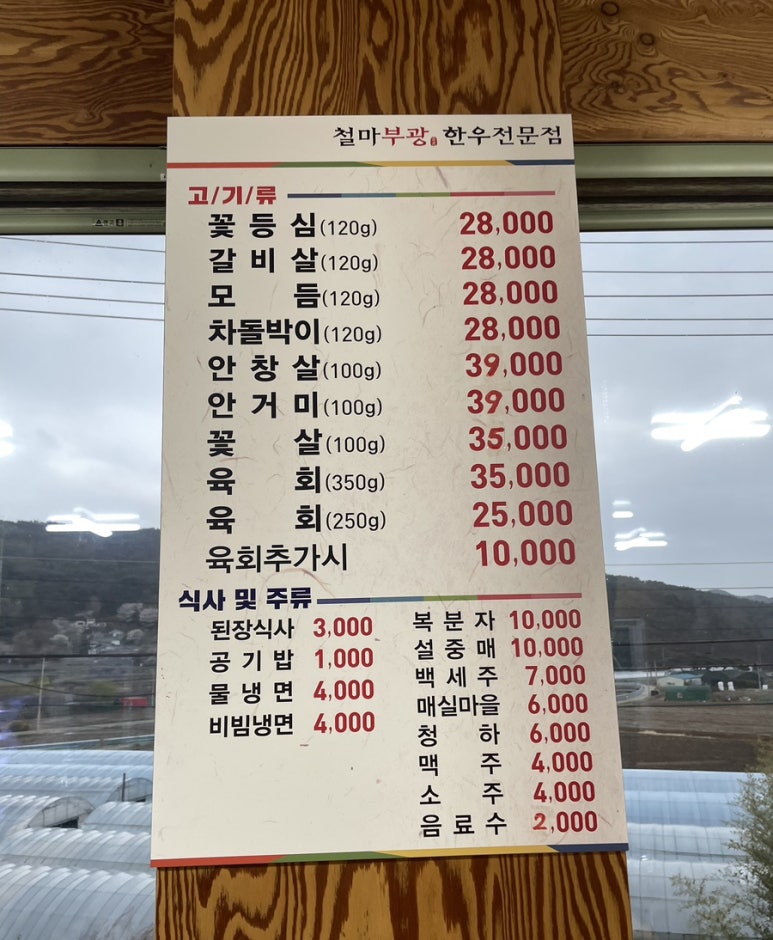 철마부광 한우전문점
고/기/류
꽃등심(120g) 28,000
갈비살(120g) 28,000
모듬(120g) 28,000
차돌박이(120g) 28,000
안창살(100g) 39,000
안거미(100g) 39,000
꽃살(100g) 35,000
육회(350g) 35,000
육회(250g) 25,000
육회추가시 10,000
식사 및 주류
된장식사 3,000
공기밥 1,000
물냉면 4,000
비빔냉면 4,000
복분자 10,000
설중매 10,000
백세주 7,000
매실마을 6,000
청하 6,000
맥주 4,000
소주 4,000
음료수 2,000